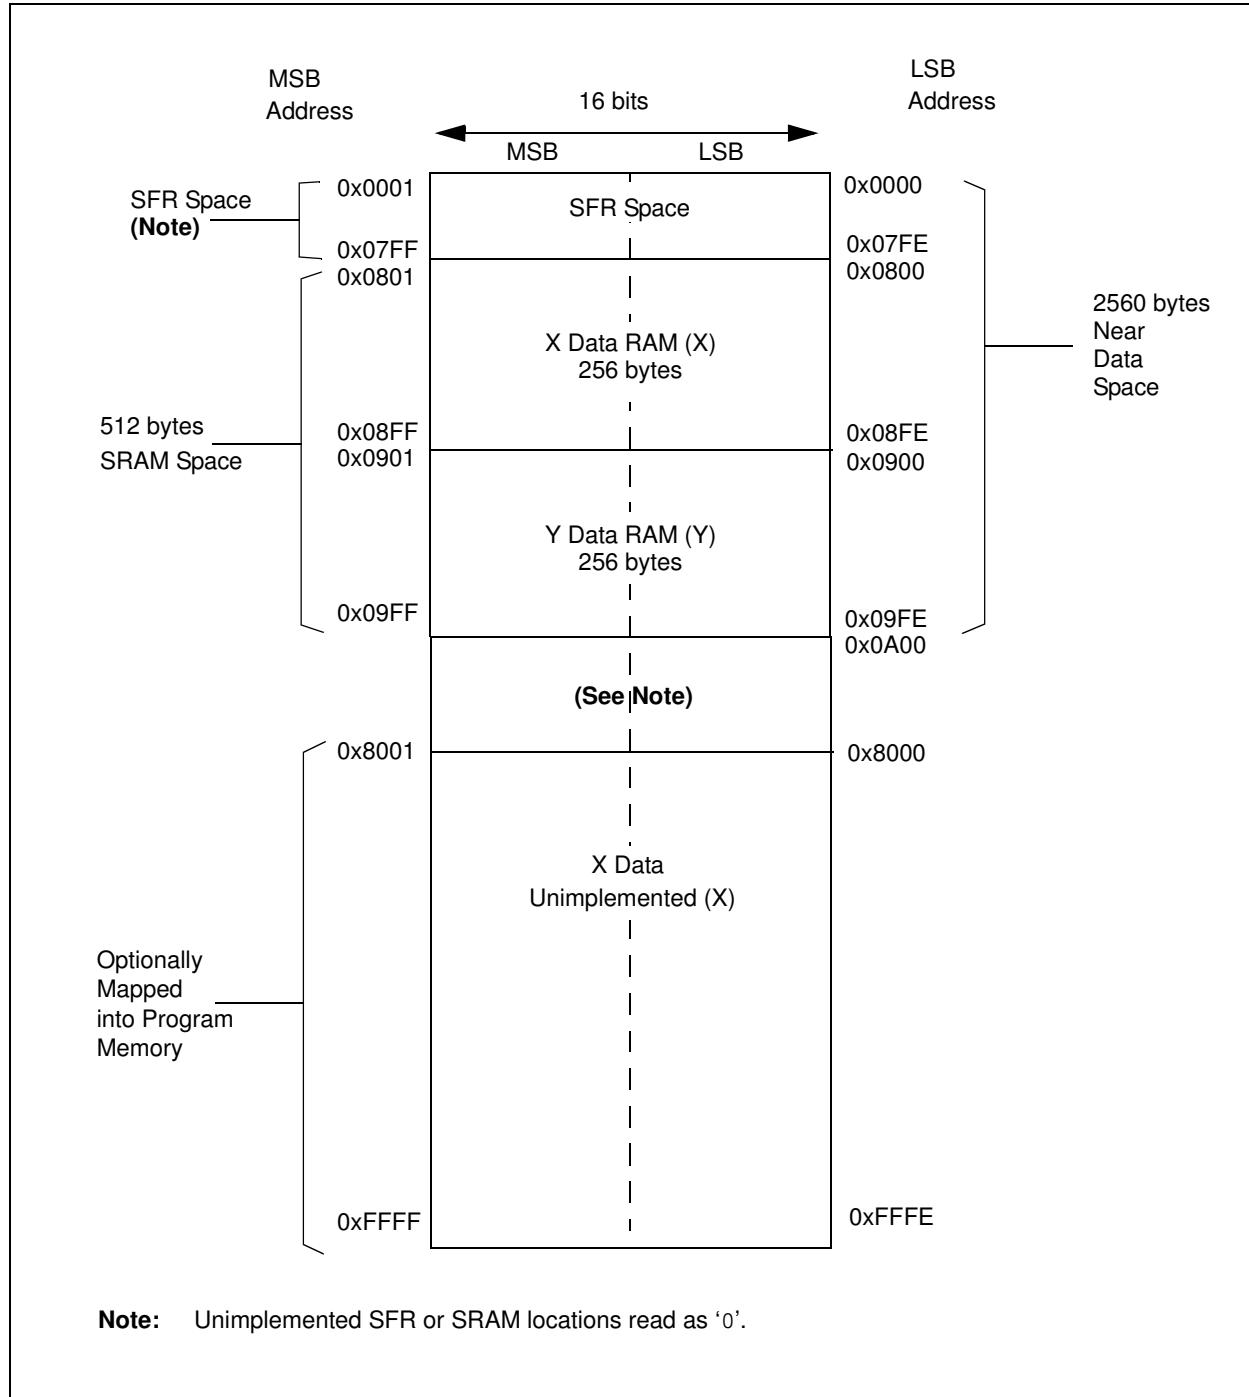 MSB
Address
LSB
Address
16 bits
MSB LSB
SFR Space
(Note)
0x0001
SFR Space
0x0000
0x07FF
0x0801
0x07FE
0x0800
2560 bytes
Near
Data
Space
X Data RAM (X)
256 bytes
512 bytes
SRAM Space
0x08FF
0x0901
0x08FE
0x0900
Y Data RAM (Y)
256 bytes
0x09FF
0x09FE
0x0A00
(See Note)
0x8001
0x8000
X Data
Unimplemented (X)
Optionally
Mapped
into Program
Memory
0xFFFF
0xFFFE
Note: Unimplemented SFR or SRAM locations read as ‘0’.